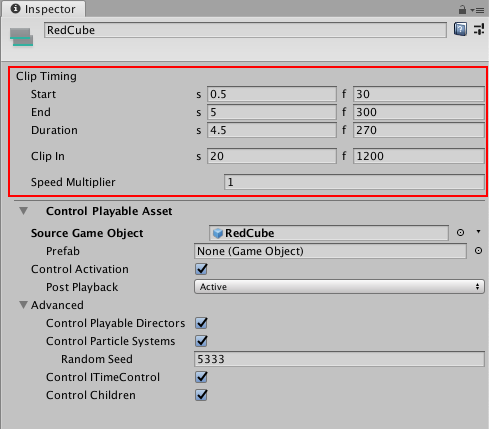 Inspector
RedCube
Clip Timing
Start s 0.5 f 30
End s 5 f 300
Duration s 4.5 f 270
Clip In s 20 f 1200
Speed Multiplier 1
Control Playable Asset
Source Game Object RedCube
Prefab None (Game Object)
Control Activation
Post Playback Active
Advanced
Control Playable Directors
Control Particle Systems
Random Seed 5333
Control ITimeControl
Control Children